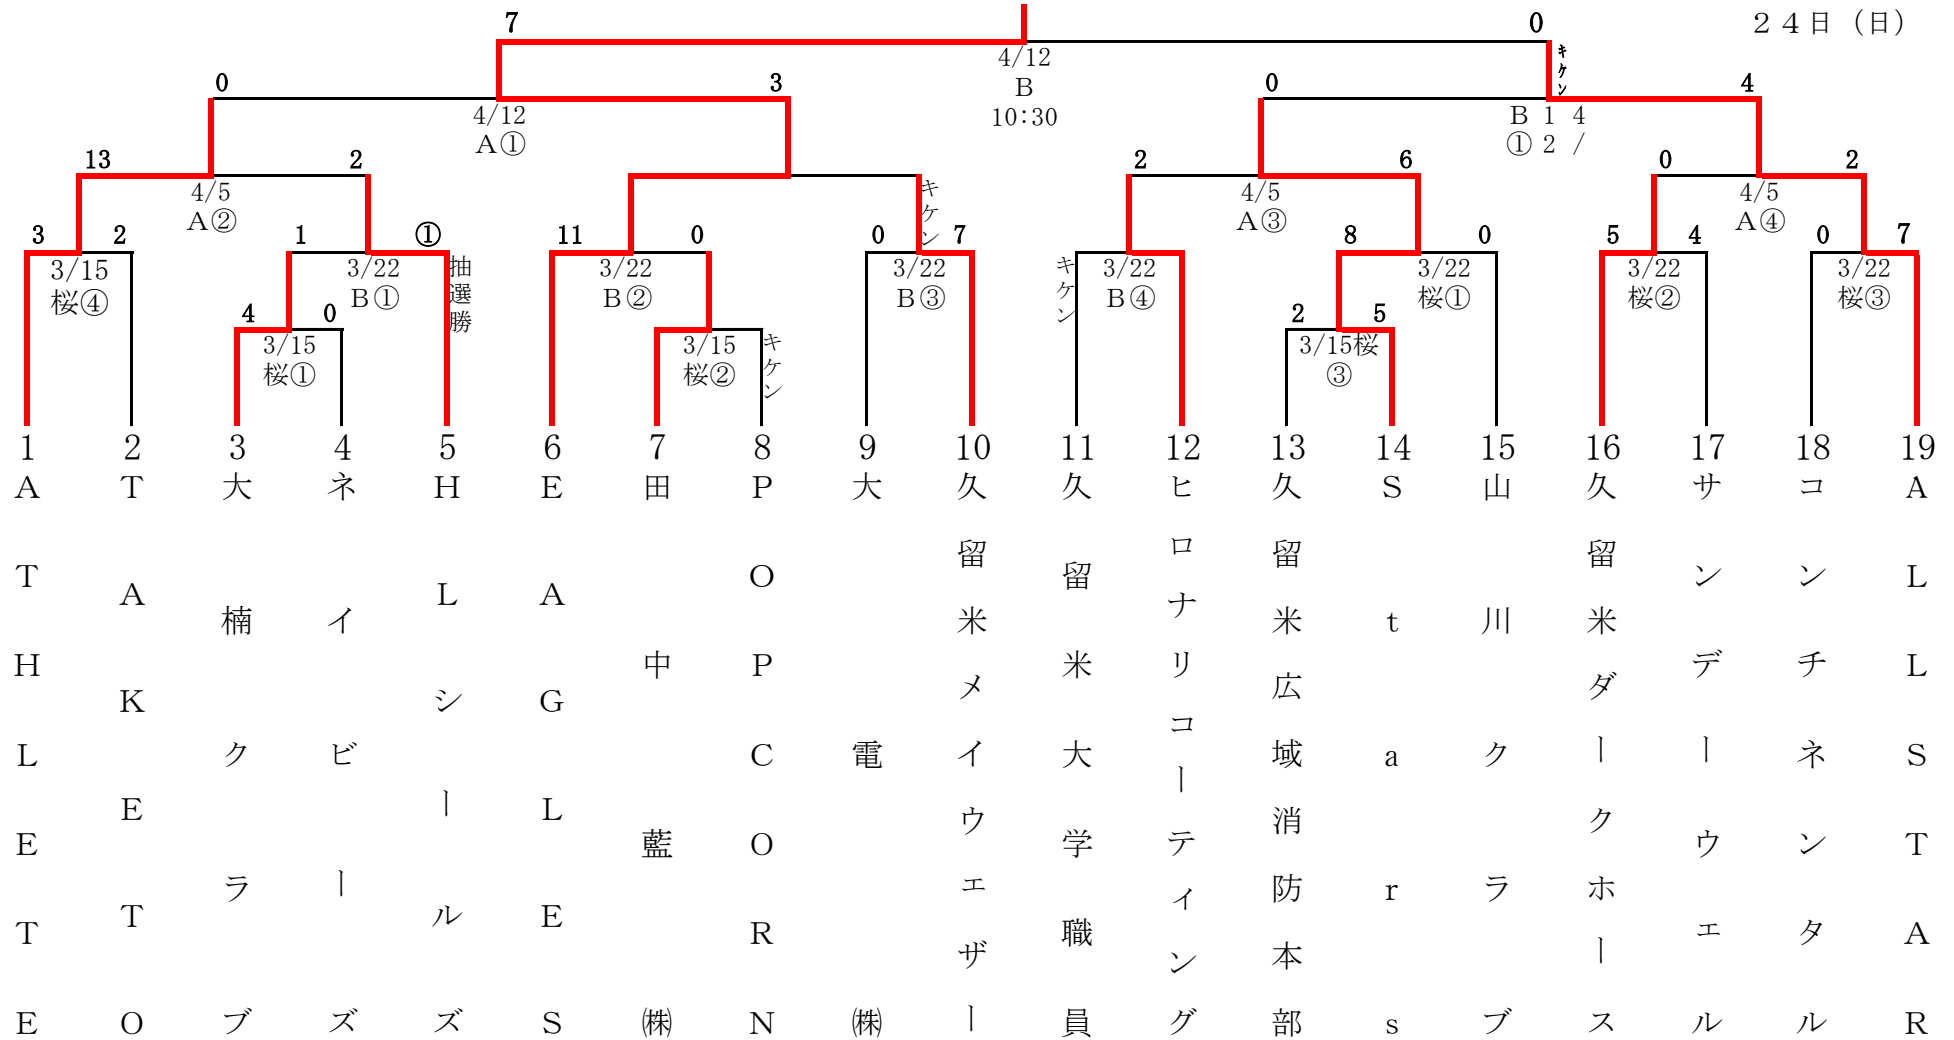 ２４日（日）
7
0
4/12
B
10:30
キケン
0
3
4/12
A①
0
4
B 1 4
① 2 /
13
2
4/5
A②
キケン
2
6
4/5
A③
0
2
4/5
A④
3
2
3/15
桜④
1
①
3/22
B①
抽選勝
11
0
3/22
B②
0
7
3/22
B③
キケン
3/22
B④
8
0
3/22
桜①
5
4
3/22
桜②
0
7
3/22
桜③
4
0
3/15
桜①
3/15
桜②
キケン
2
5
3/15桜
③
1
ATHLETE
2
TAKETO
3
大楠クラブ
4
ネイビーズ
5
HLシールズ
6
EAGLES
7
田中藍㈱
8
POPCORN
9
大電㈱
10
久留米メイウェザー
11
久留米大学職員
12
ヒロナリコーティング
13
久留米広域消防本部
14
Stars
15
山川クラブ
16
久留米ダークホース
17
サンデーウェル
18
コンチネンタル
19
ALLSTAR